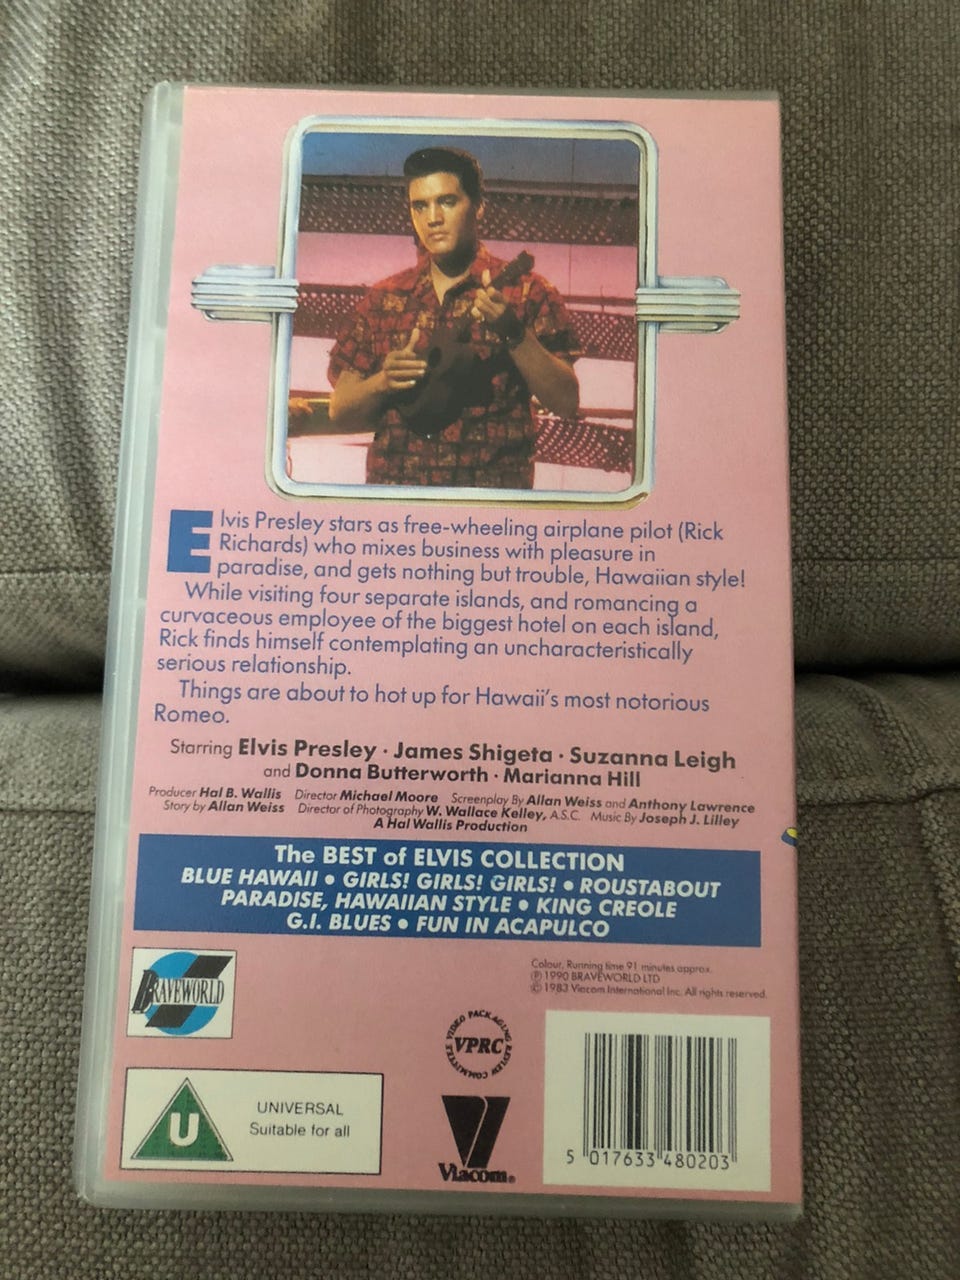 Elvis Presley stars as free-wheeling airplane pilot (Rick
Richards) who mixes business with pleasure in
paradise, and gets nothing but trouble, Hawaiian style!
While visiting four separate islands, and romancing a
curvaceous employee of the biggest hotel on each island,
Rick finds himself contemplating an uncharacteristically
serious relationship.
Things are about to hot up for Hawaii's most notorious
Romeo.
Starring Elvis Presley · James Shigeta · Suzanna Leigh
and Donna Butterworth · Marianna Hill
Producer Hal B. Wallis Director Michael Moore Screenplay By Allan Weiss and Anthony Lawrence
Story by Allan Weiss Director of Photography W. Wallace Kelley, A.S.C. Music By Joseph J. Lilley
A Hal Wallis Production
The BEST of ELVIS COLLECTION
BLUE HAWAII • GIRLS! GIRLS! GIRLS! • ROUSTABOUT
PARADISE, HAWAIIAN STYLE • KING CREOLE
G.I. BLUES • FUN IN ACAPULCO
BRAVEWORLD
Colour. Running time 91 minutes approx.
Ⓟ 1990 BRAVEWORLD LTD
© 1983 Viacom International Inc. All rights reserved.
VIDEO PACKAGING REVIEW COMMITTEE
VPRC
U
UNIVERSAL
Suitable for all
V
Viacom®
5 017633 480203